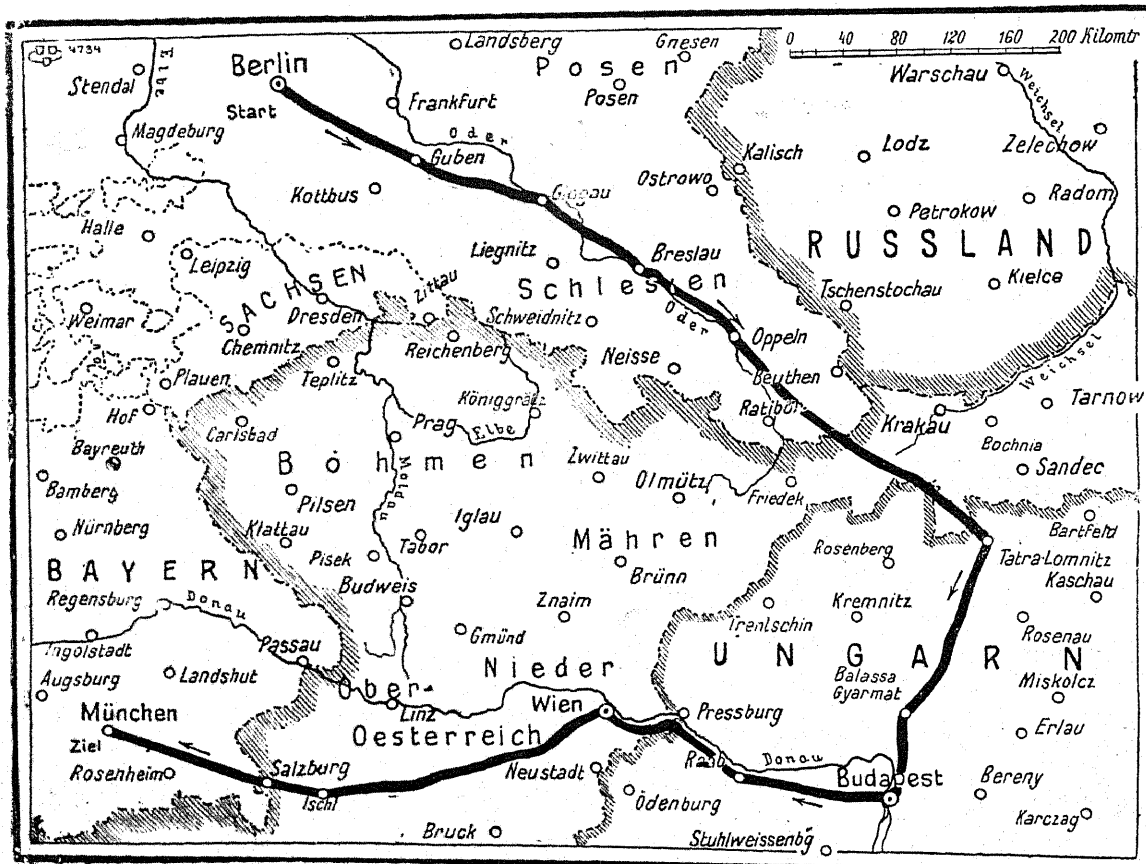 4734
Elbe
Landsberg
Gnesen
0 40 80 120 160 200 Kilomtr
Berlin
Posen
Stendal
Warschau
Posen
Frankfurt
Start
Weichsel
Magdeburg
Oder
Zelechow
Guben
Kalisch
Lodz
Kottbus
Ostrowo
Radom
Glogau
Petrokow
Halle
Leipzig
Liegnitz
Breslau
RUSSLAND
SACHSEN
Schlesien
Kielce
Zittau
Tschenstochau
Weimar
Dresden
Schweidnitz
Oder
Chemnitz
Reichenberg
Oppeln
Neisse
Weichsel
Plauen
Teplitz
Beuthen
Hof
Königgrätz
Ratibor
Tarnow
Carlsbad
Prag
Elbe
Krakau
Bochnia
Bayreuth
Böhmen
Zwittau
Sandec
Bamberg
Moldau
Olmütz
Friedek
Pilsen
Nürnberg
Klattau
Iglau
Bartfeld
Pisek
Tabor
Mähren
Rosenberg
Tatra-Lomnitz
BAYERN
Brünn
Kaschau
Budweis
Regensburg
Donau
Znaim
Kremnitz
Trentschin
Rosenau
Gmünd
Ingolstadt
Passau
UNGARN
Augsburg
Landshut
Nieder
Balassa
Gyarmat
Miskolcz
Ober-
Linz
Wien
Pressburg
München
Oesterreich
Erlau
Ziel
Raab
Donau
Rosenheim
Salzburg
Neustadt
Budapest
Bereny
Ischl
Ödenburg
Karczag
Bruck
Stuhlweissenbg